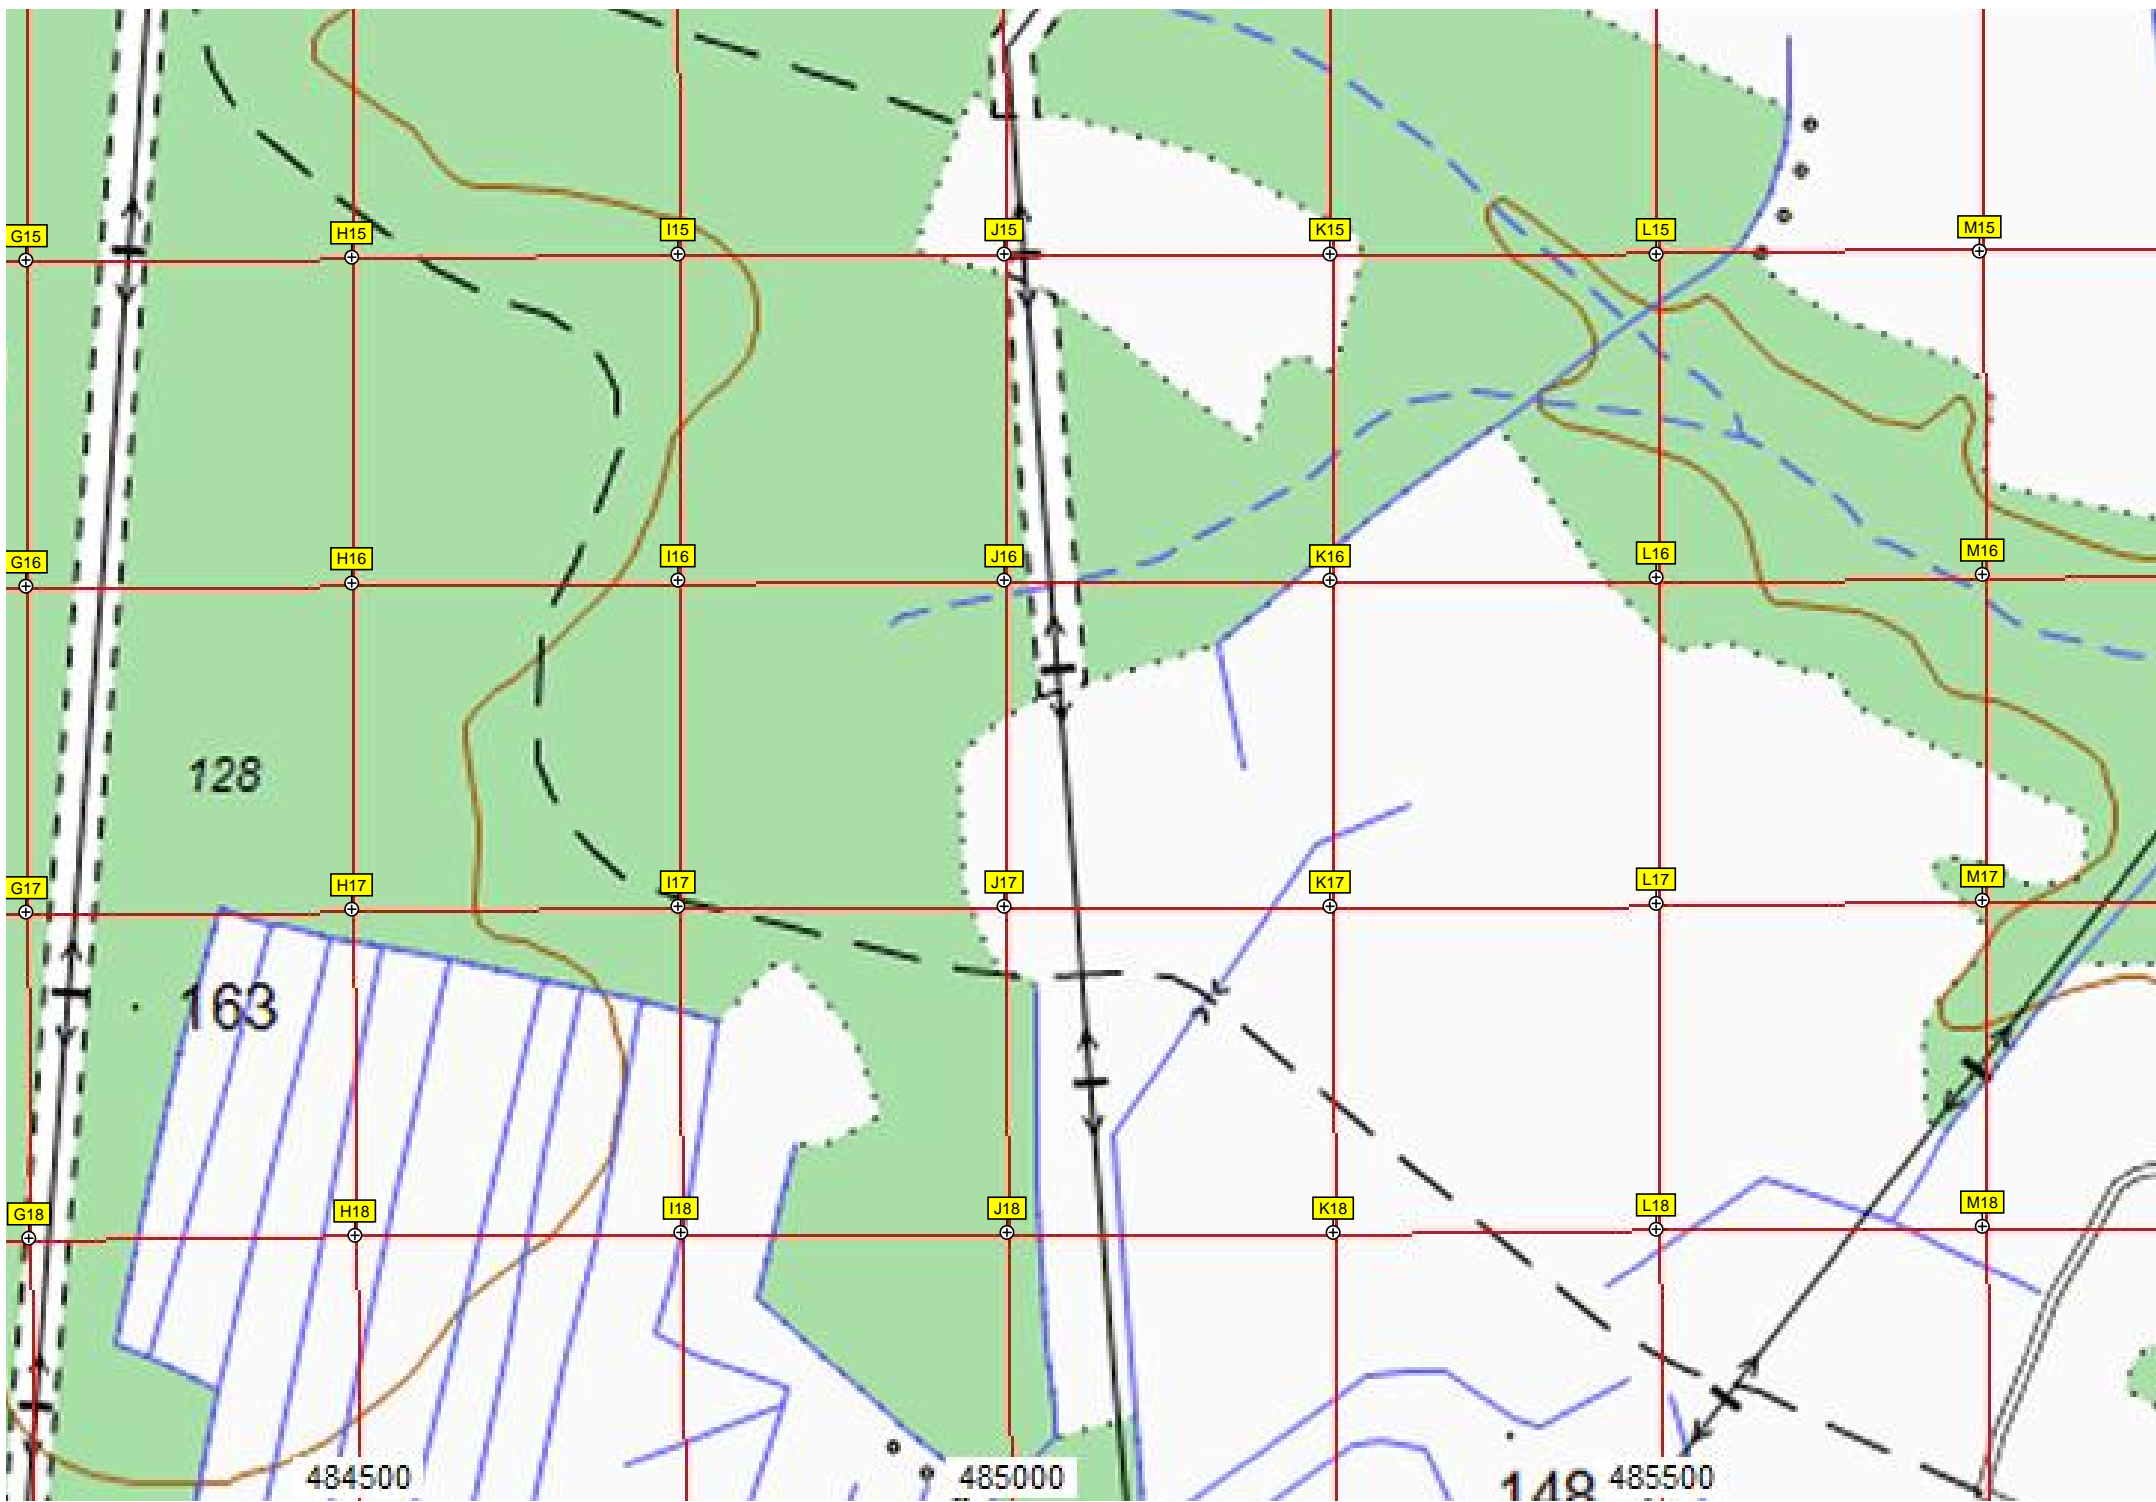 G15 H15 I15 J15 K15 L15 M15
G16 H16 I16 J16 K16 L16 M16
128
G17 H17 I17 J17 K17 L17 M17
163
G18 H18 I18 J18 K18 L18 M18
484500 485000 148 485500